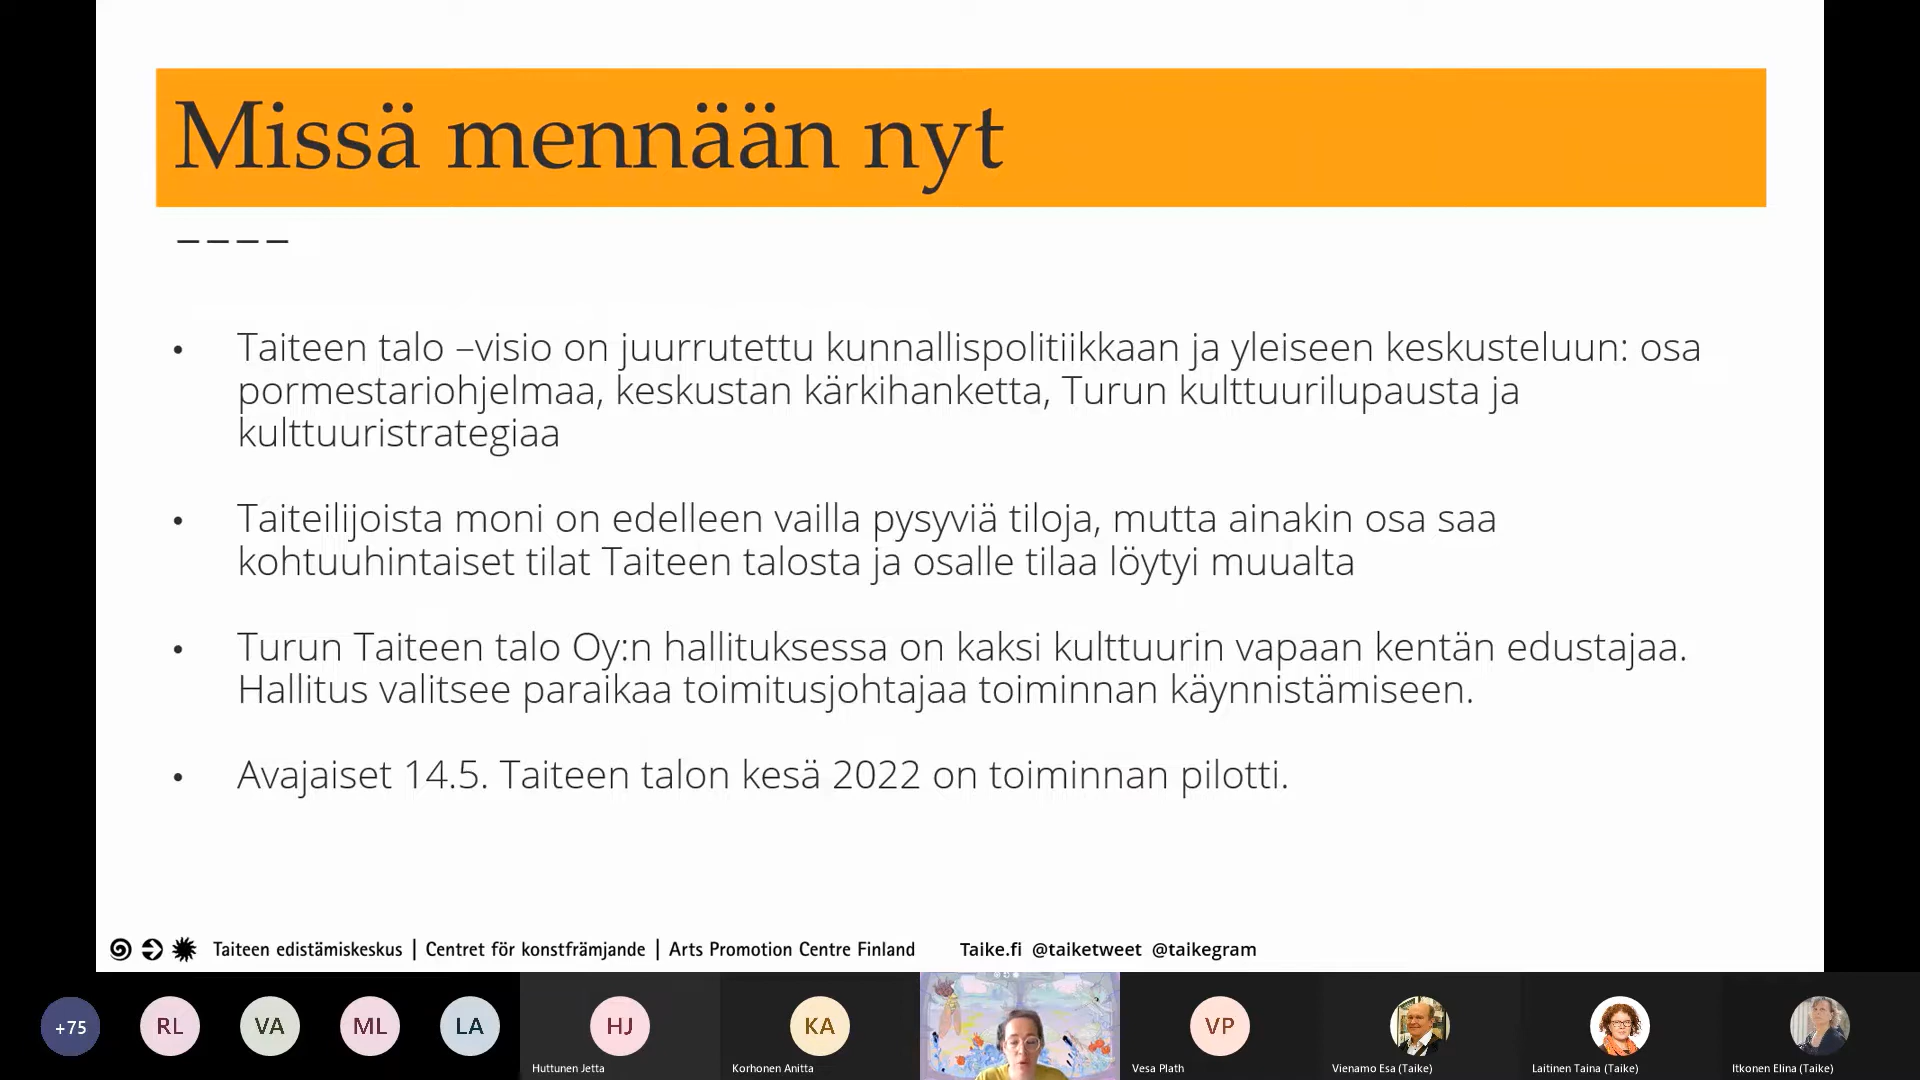 Missä mennään nyt
––––
• Taiteen talo –visio on juurrutettu kunnallispolitiikkaan ja yleiseen keskusteluun: osa
pormestariohjelmaa, keskustan kärkihanketta, Turun kulttuurilupausta ja
kulttuuristrategiaa
• Taiteilijoista moni on edelleen vailla pysyviä tiloja, mutta ainakin osa saa
kohtuuhintaiset tilat Taiteen talosta ja osalle tilaa löytyi muualta
• Turun Taiteen talo Oy:n hallituksessa on kaksi kulttuurin vapaan kentän edustajaa.
Hallitus valitsee paraikaa toimitusjohtajaa toiminnan käynnistämiseen.
• Avajaiset 14.5. Taiteen talon kesä 2022 on toiminnan pilotti.
Taiteen edistämiskeskus | Centret för konstfrämjande | Arts Promotion Centre Finland Taike.fi @taiketweet @taikegram
+75 RL VA ML LA HJ KA VP
Huttunen Jetta Korhonen Anitta Vesa Plath Vienamo Esa (Taike) Laitinen Taina (Taike) Itkonen Elina (Taike)